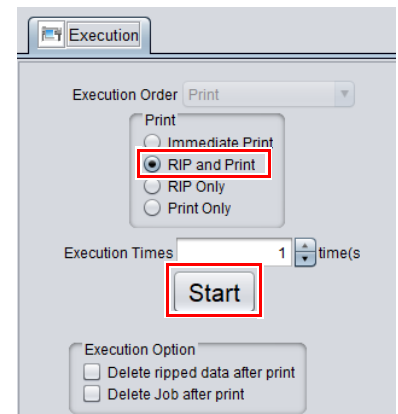 Execution
Execution Order Print
Print
Immediate Print
RIP and Print
RIP Only
Print Only
Execution Times 1 time(s
Start
Execution Option
Delete ripped data after print
Delete Job after print